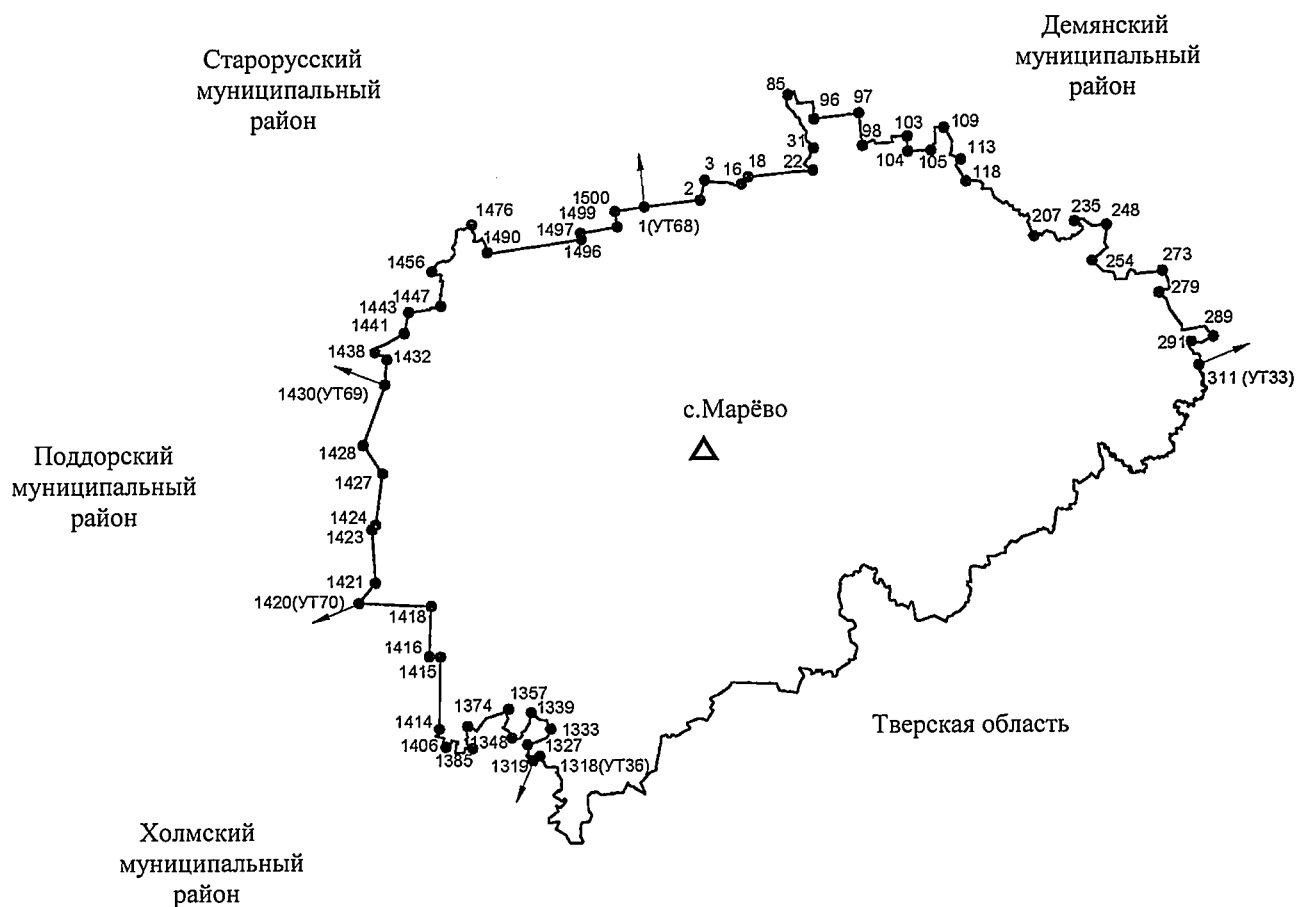 Демянский
муниципальный
район
Старорусский
муниципальный
район
85
96
97
103
109
98
31
104
105
113
22
118
3
16
18
2
1500
1(УТ68)
1499
1497
1496
1476
1490
207
235
248
254
273
279
289
291
311 (УТ33)
1456
1447
1443
1441
1438
1432
1430(УТ69)
с.Марёво
1428
1427
Поддорский
муниципальный
район
1424
1423
1421
1420(УТ70)
1418
1416
1415
1414
1406
1385
1374
1357
1339
1348
1333
1327
1319
1318(УТ36)
Тверская область
Холмский
муниципальный
район